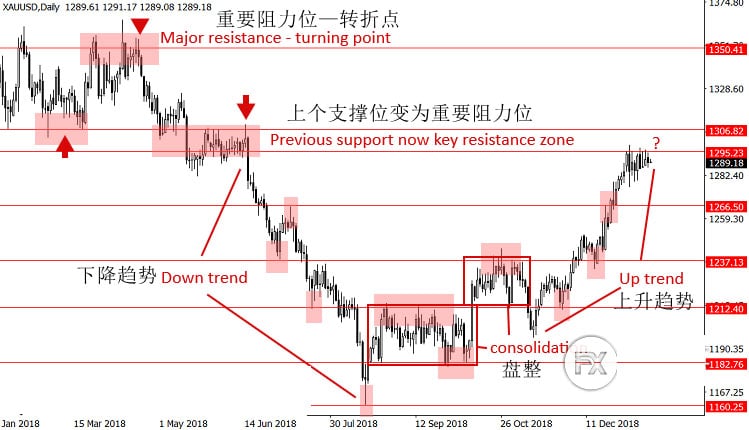 XAUUSD,Daily 1289.61 1291.17 1289.08 1289.18
1374.80
重要阻力位—转折点
Major resistance - turning point
1350.41
1328.60
上个支撑位变为重要阻力位
1306.82
Previous support now key resistance zone
?
1295.23
1289.18
1282.40
1266.50
1259.30
1237.13
下降趋势 Down trend
Up trend
上升趋势
1212.40
consolidati
1190.35
盘整
FX
1182.76
1167.25
1160.25
Jan 2018
15 Mar 2018
1 May 2018
14 Jun 2018
30 Jul 2018
12 Sep 2018
26 Oct 2018
11 Dec 2018